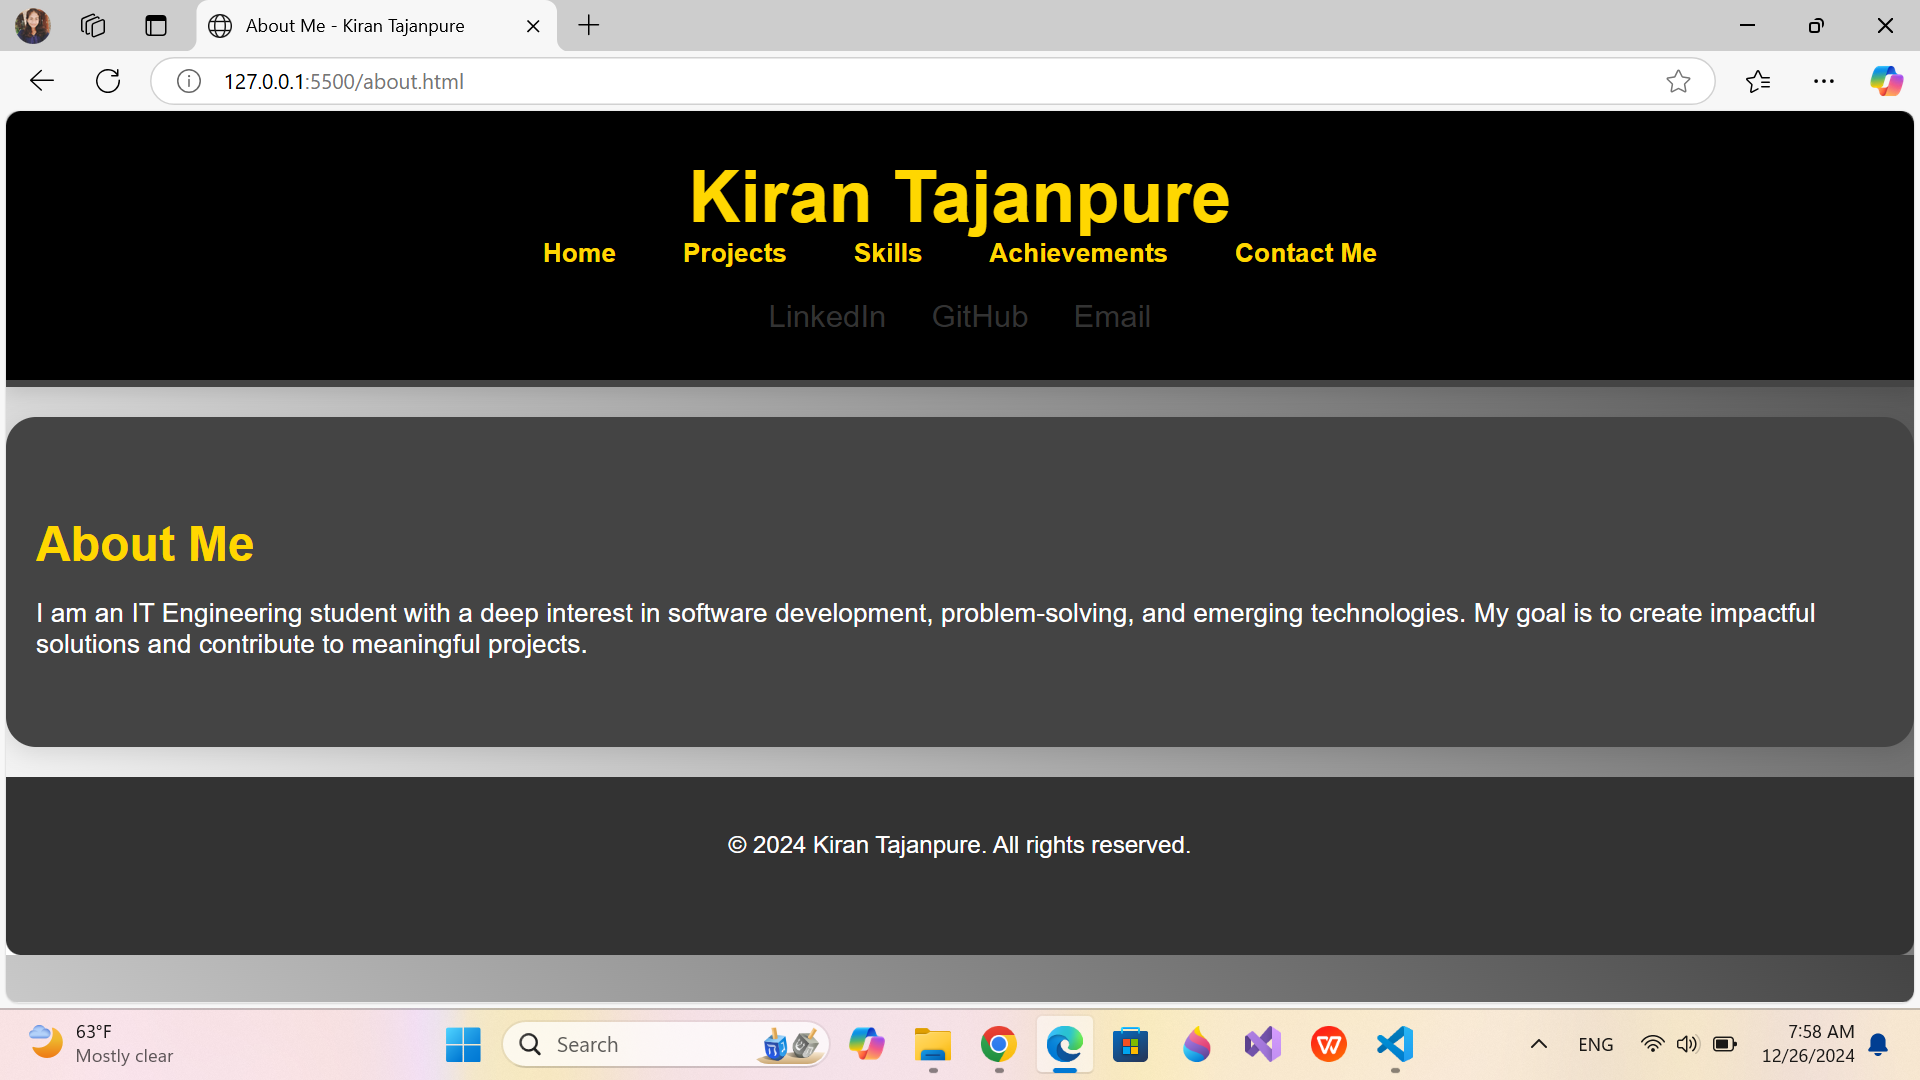 About Me - Kiran Tajanpure
127.0.0.1:5500/about.html
Kiran Tajanpure
Home Projects Skills Achievements Contact Me
LinkedIn GitHub Email
About Me
I am an IT Engineering student with a deep interest in software development, problem-solving, and emerging technologies. My goal is to create impactful
solutions and contribute to meaningful projects.
© 2024 Kiran Tajanpure. All rights reserved.
63°F
Mostly clear
Search
ENG
7:58 AM
12/26/2024